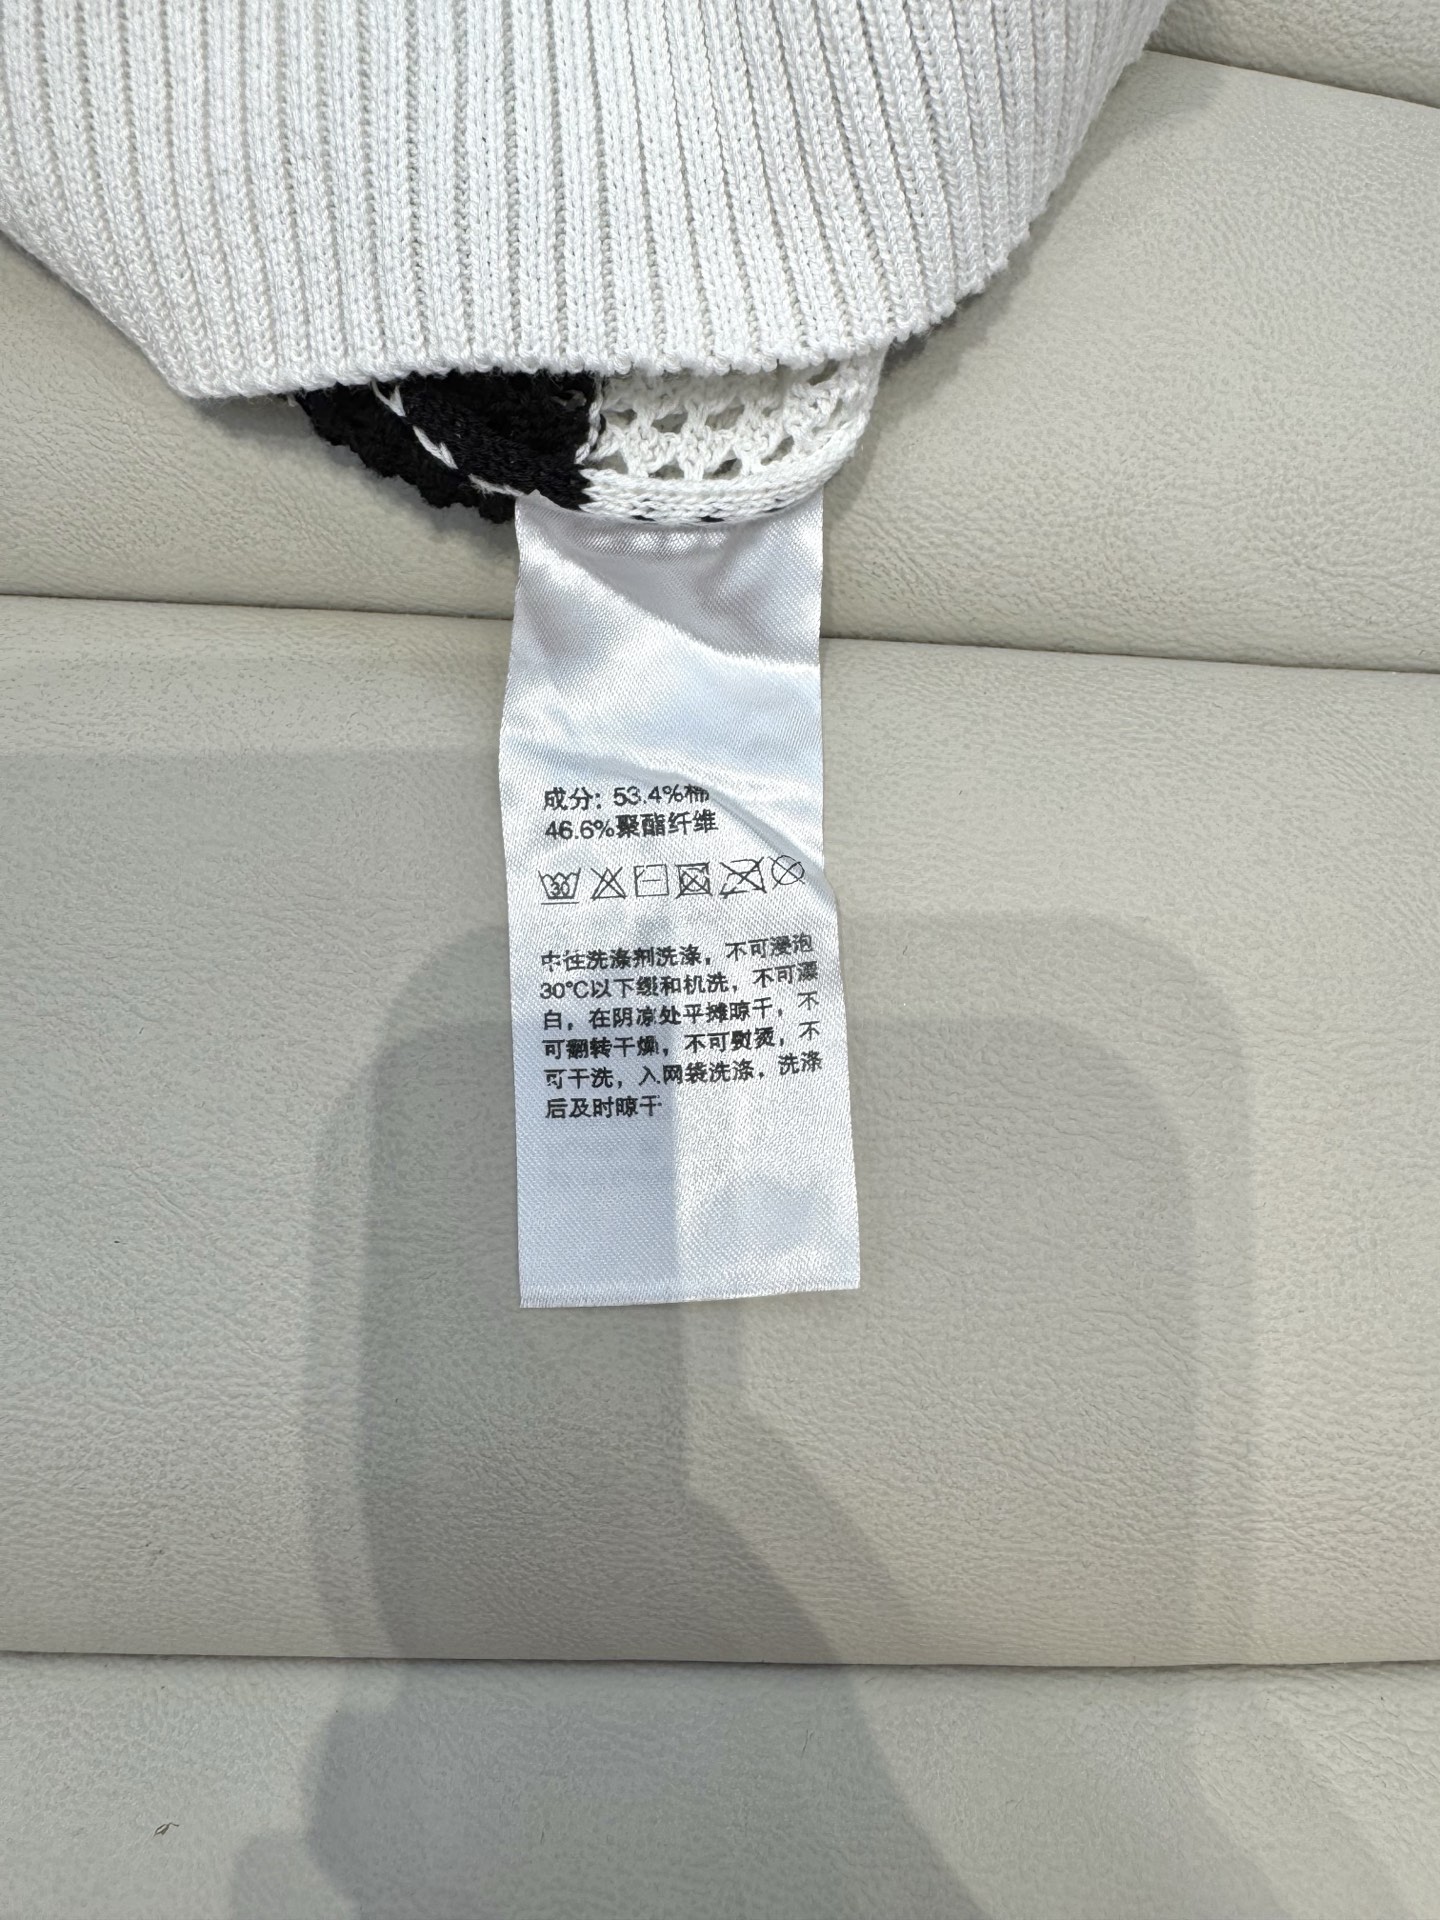 成分: 53.4%棉
46.6%聚酯纤维
30
中性洗涤剂洗涤，不可浸泡
30℃以下缓和机洗，不可漂
白，在阴凉处平摊晾干，不
可翻转干燥，不可熨烫，不
可干洗，入网袋洗涤，洗涤
后及时晾干